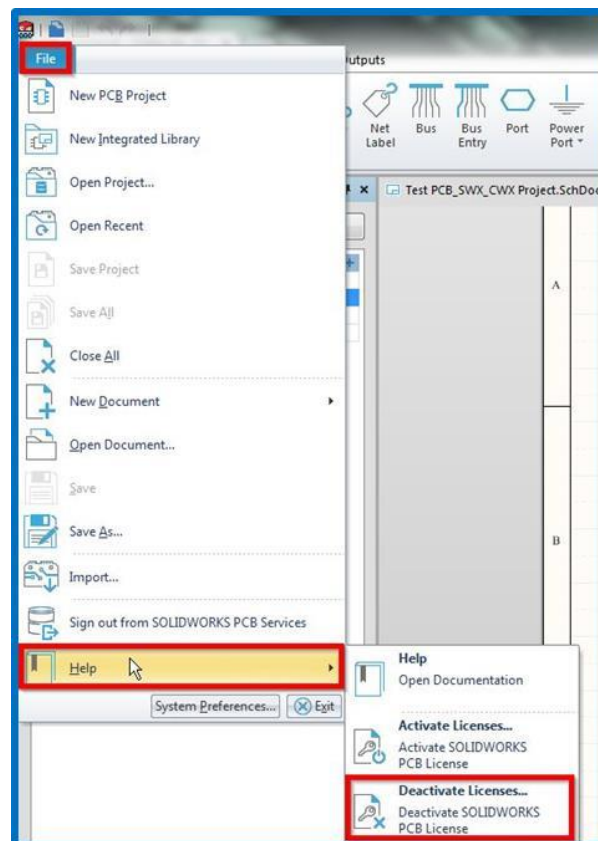 File
utputs
New PCB Project
New Integrated Library
Open Project...
Open Recent
Save Project
Save All
Close All
New Document
Open Document...
Save
Save As...
Import...
Sign out from SOLIDWORKS PCB Services
Help
System Preferences...
Exit
Net
Label
Bus
Bus
Entry
Port
Power
Port
Test PCB_SWX_CWX Project.SchDoc
A
B
Help
Open Documentation
Activate Licenses...
Activate SOLIDWORKS
PCB License
Deactivate Licenses...
Deactivate SOLIDWORKS
PCB License